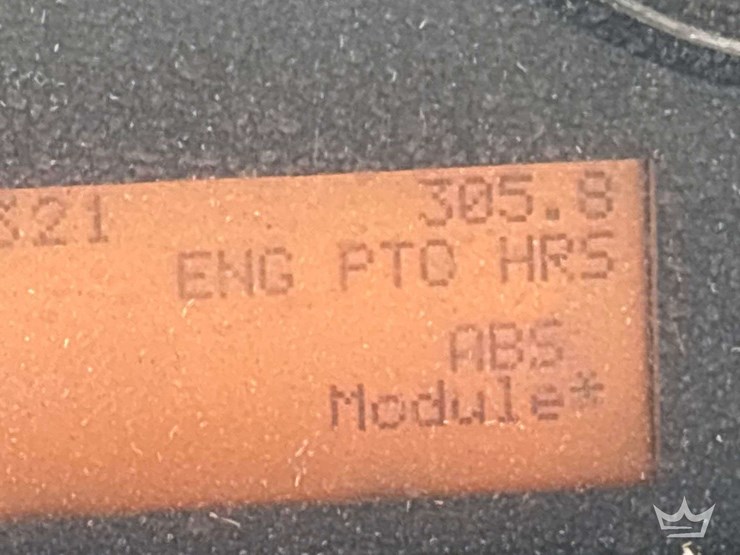 321 305.8
ENG PTO HRS
ABS
Module*